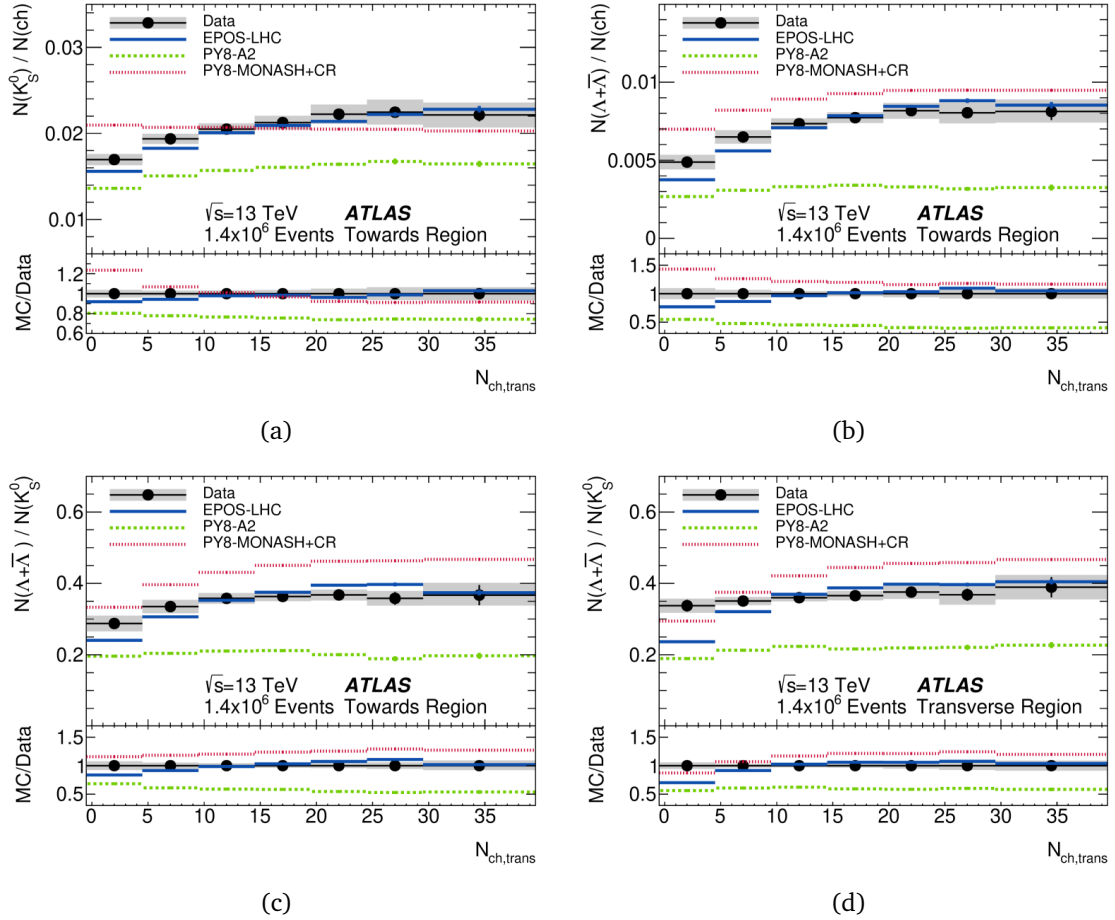 Data
EPOS-LHC
PY8-A2
PY8-MONASH+CR
N(K⁰_S) / N(ch)
0.03
0.02
0.01
√s=13 TeV ATLAS
1.4x10⁶ Events Towards Region
MC/Data
1.2
1
0.8
0.6
0 5 10 15 20 25 30 35
N_ch,trans
(a)
Data
EPOS-LHC
PY8-A2
PY8-MONASH+CR
N(Λ+Λ̅) / N(ch)
0.01
0.005
0
√s=13 TeV ATLAS
1.4x10⁶ Events Towards Region
MC/Data
1.5
1
0.5
0 5 10 15 20 25 30 35
N_ch,trans
(b)
Data
EPOS-LHC
PY8-A2
PY8-MONASH+CR
N(Λ+Λ̅) / N(K⁰_S)
0.6
0.4
0.2
√s=13 TeV ATLAS
1.4x10⁶ Events Towards Region
MC/Data
1.5
1
0.5
0 5 10 15 20 25 30 35
N_ch,trans
(c)
Data
EPOS-LHC
PY8-A2
PY8-MONASH+CR
N(Λ+Λ̅) / N(K⁰_S)
0.6
0.4
0.2
√s=13 TeV ATLAS
1.4x10⁶ Events Transverse Region
MC/Data
1.5
1
0.5
0 5 10 15 20 25 30 35
N_ch,trans
(d)